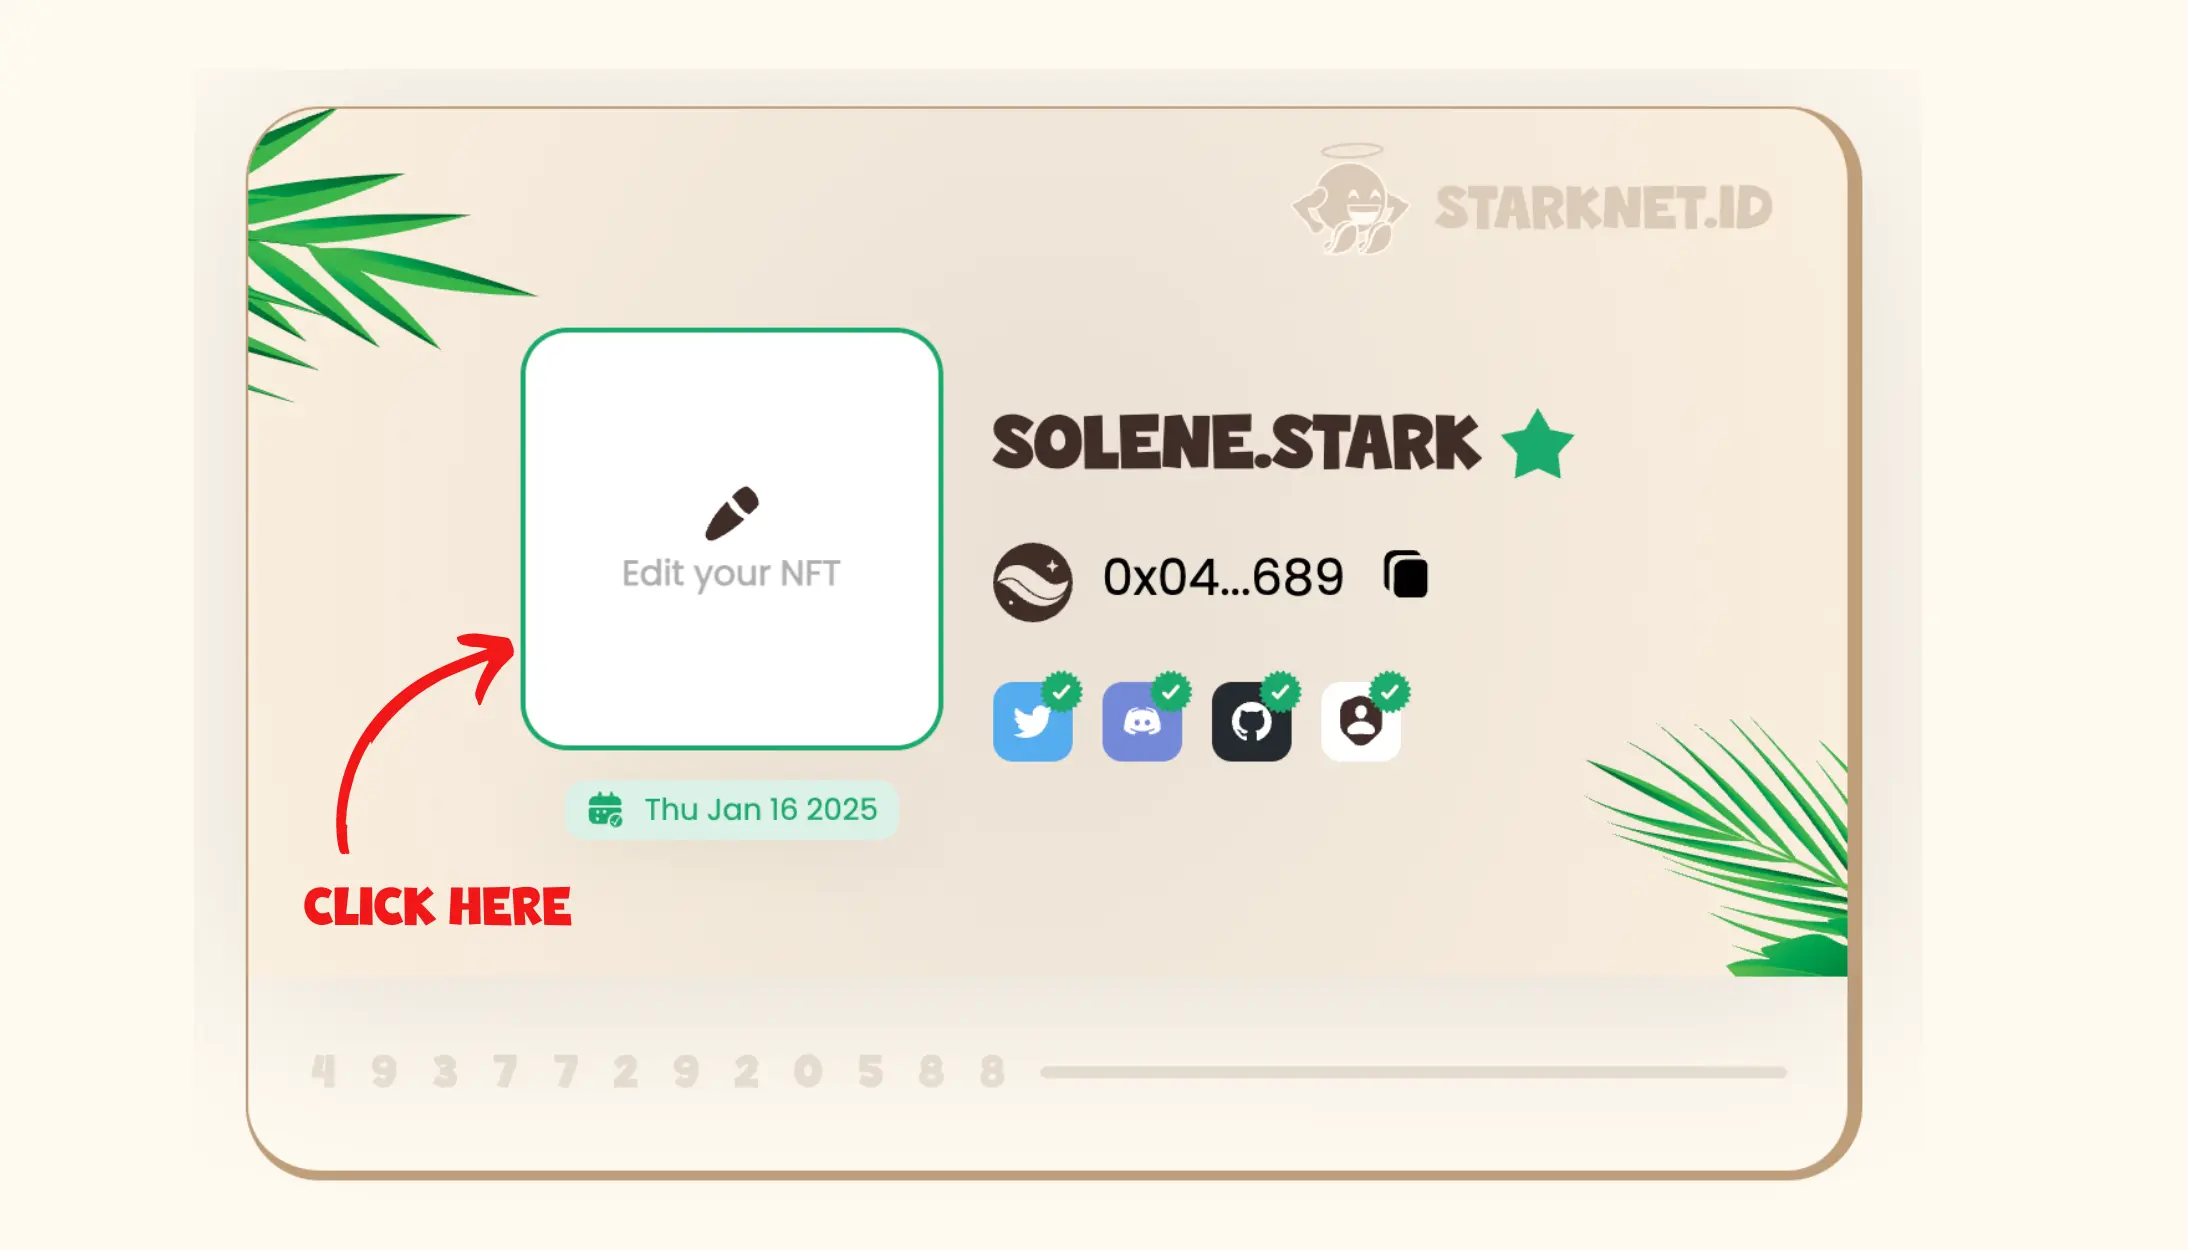 STARKNET.ID
SOLENE.STARK
Edit your NFT
0x04...689
Thu Jan 16 2025
CLICK HERE
4 9 3 7 7 2 9 2 0 5 8 8